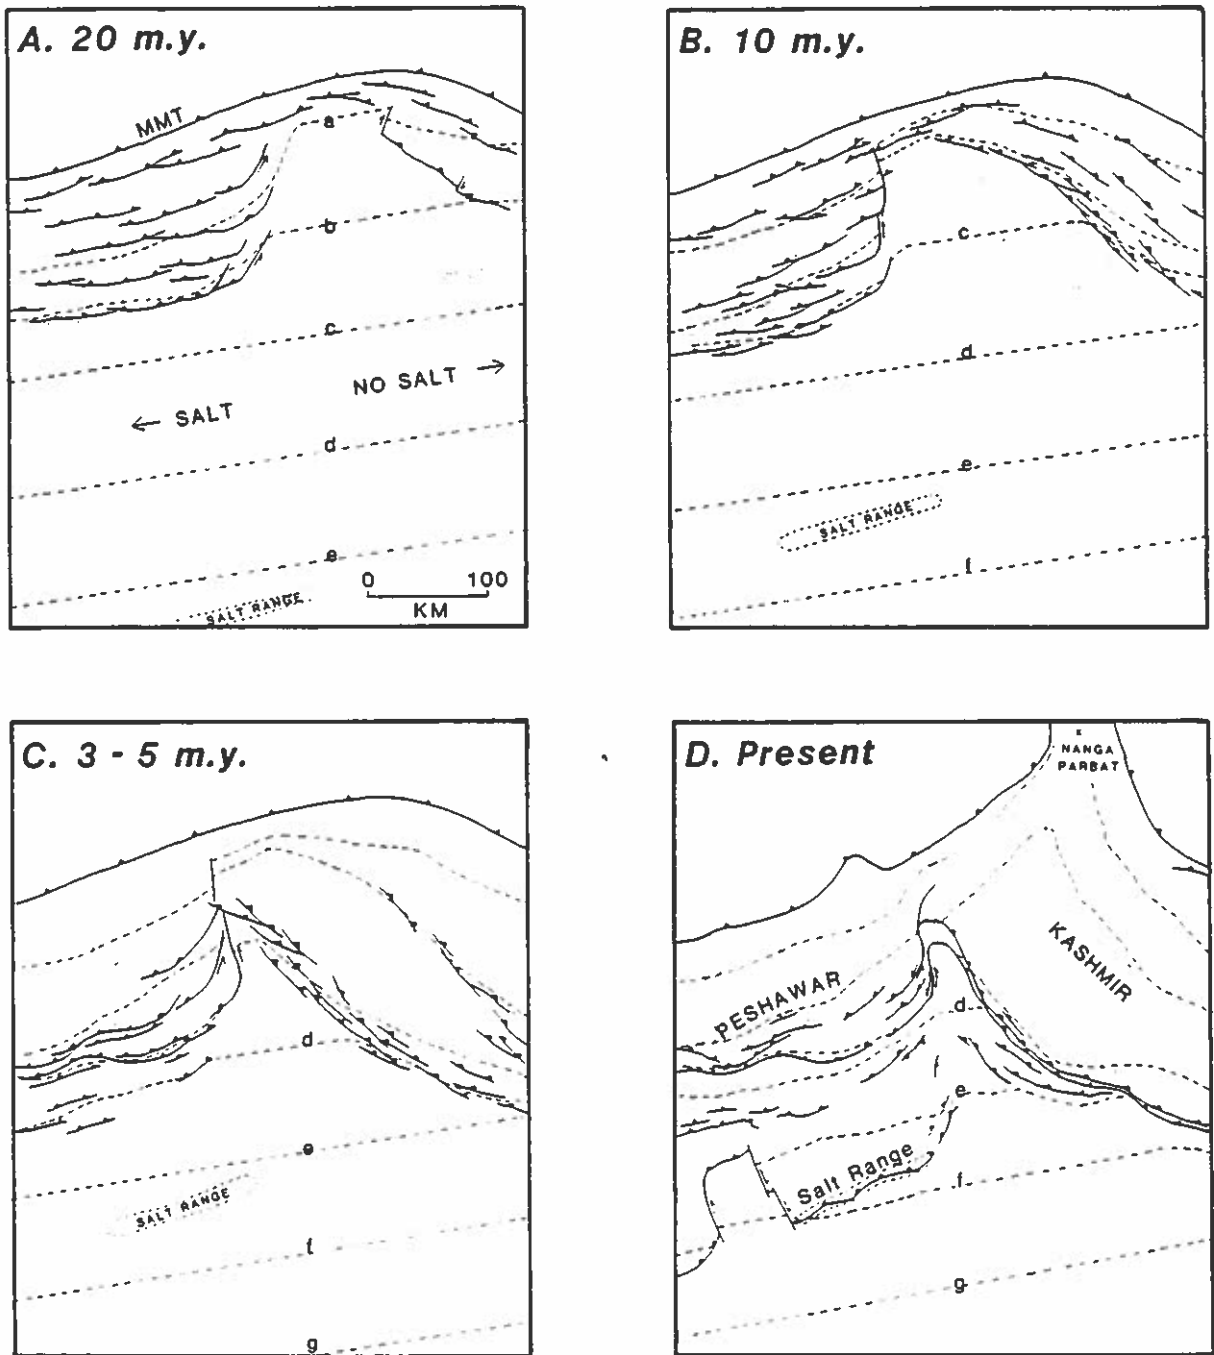 A. 20 m.y.
MMT
a
b
c
NO SALT →
← SALT
d
e
0 100
KM
SALT RANGE
B. 10 m.y.
c
d
e
SALT RANGE
f
C. 3 - 5 m.y.
d
e
SALT RANGE
f
g
D. Present
x
NANGA
PARBAT
KASHMIR
PESHAWAR
d
e
Salt Range
f
g